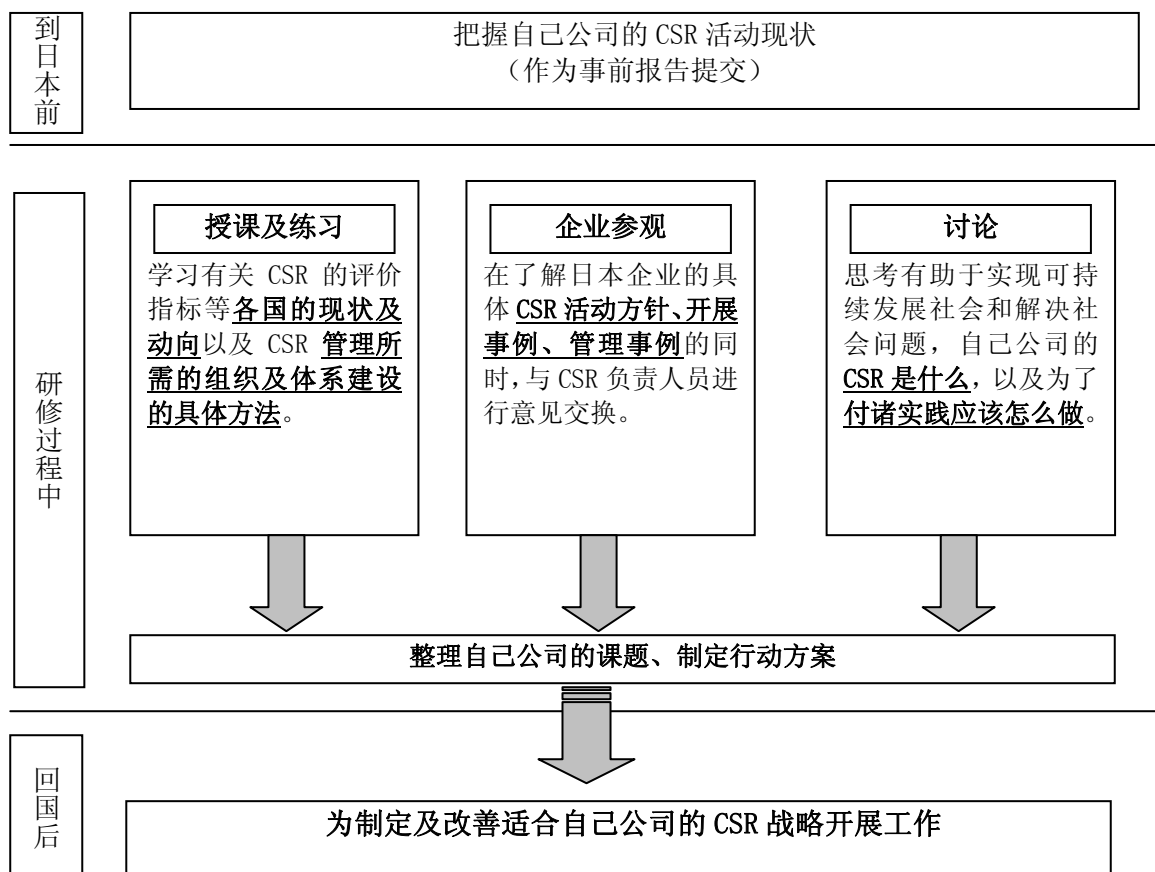 到日本前
把握自己公司的 CSR 活动现状
（作为事前报告提交）
研修过程中
授课及练习
学习有关 CSR 的评价
指标等各国的现状及
动向以及 CSR 管理所
需的组织及体系建设
的具体方法。
企业参观
在了解日本企业的具
体 CSR 活动方针、开展
事例、管理事例的同
时，与 CSR 负责人员进
行意见交换。
讨论
思考有助于实现可持
续发展社会和解决社
会问题，自己公司的
CSR 是什么，以及为了
付诸实践应该怎么做。
整理自己公司的课题、制定行动方案
回国后
为制定及改善适合自己公司的 CSR 战略开展工作